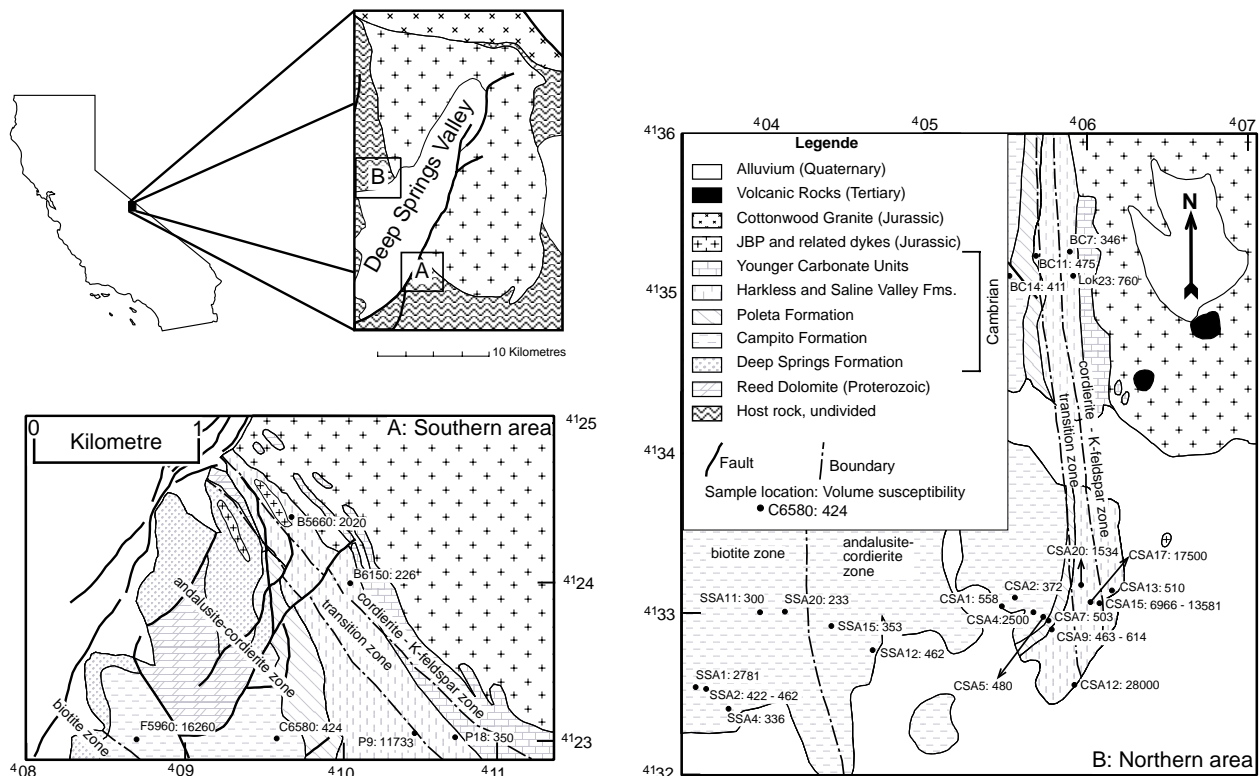 Deep Springs Valley
B
A
10 Kilometres
0
1
Kilometre
A: Southern area
4125
4124
4123
408
409
410
411
B5660: 2020
B6150: 226
andalusite-cordierite zone
transition zone
cordierite - K-feldspar zone
biotite zone
F5960: 16260
C6580: 424
P9: 11733
P18: 350
404
405
406
407
4136
4135
4134
4133
4132
Legende
Alluvium (Quaternary)
Volcanic Rocks (Tertiary)
Cottonwood Granite (Jurassic)
JBP and related dykes (Jurassic)
Younger Carbonate Units
Harkless and Saline Valley Fms.
Poleta Formation
Campito Formation
Deep Springs Formation
Cambrian
Reed Dolomite (Proterozoic)
Host rock, undivided
Fault
Boundary
Sample location: Volume susceptibility
C6580: 424
N
BC7: 346
BC11: 475
Lok23: 760
BC14: 411
cordierite - K-feldspar zone
transition zone
biotite zone
andalusite-
cordierite
zone
CSA20: 1534
CSA17: 17500
SSA11: 300
SSA20: 233
CSA2: 372
CSA13: 510
CSA1: 558
CSA15: 6966 - 13581
CSA4:2500
CSA7: 503
SSA15: 353
CSA9: 463 - 614
SSA12: 462
SSA1: 2781
CSA5: 480
CSA12: 28000
SSA2: 422 - 462
SSA4: 336
B: Northern area